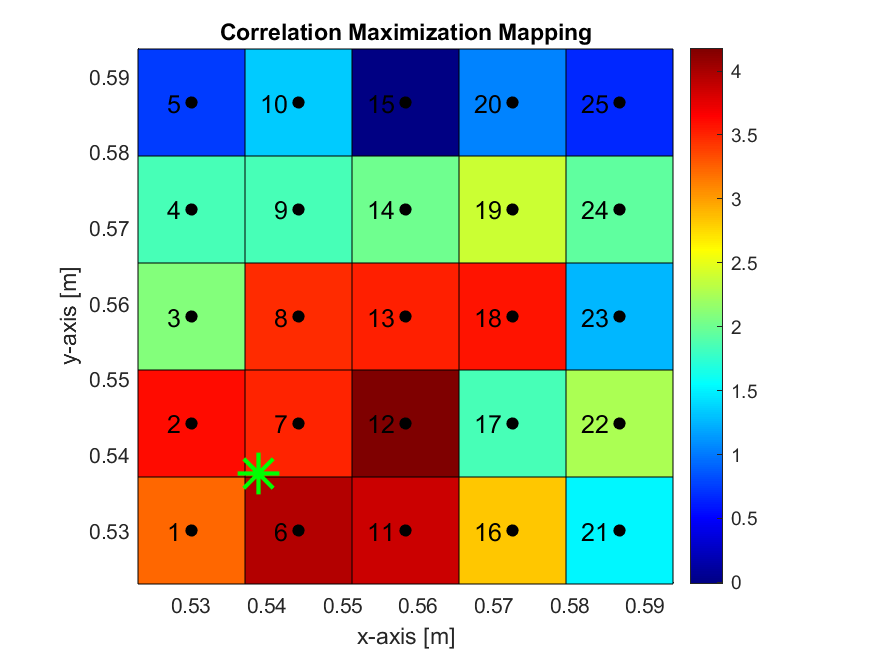 Correlation Maximization Mapping
0.59
0.58
0.57
0.56
0.55
0.54
0.53
y-axis [m]
5 10 15 20 25
4 9 14 19 24
3 8 13 18 23
2 7 12 17 22
1 6 11 16 21
0.53 0.54 0.55 0.56 0.57 0.58 0.59
x-axis [m]
4
3.5
3
2.5
2
1.5
1
0.5
0